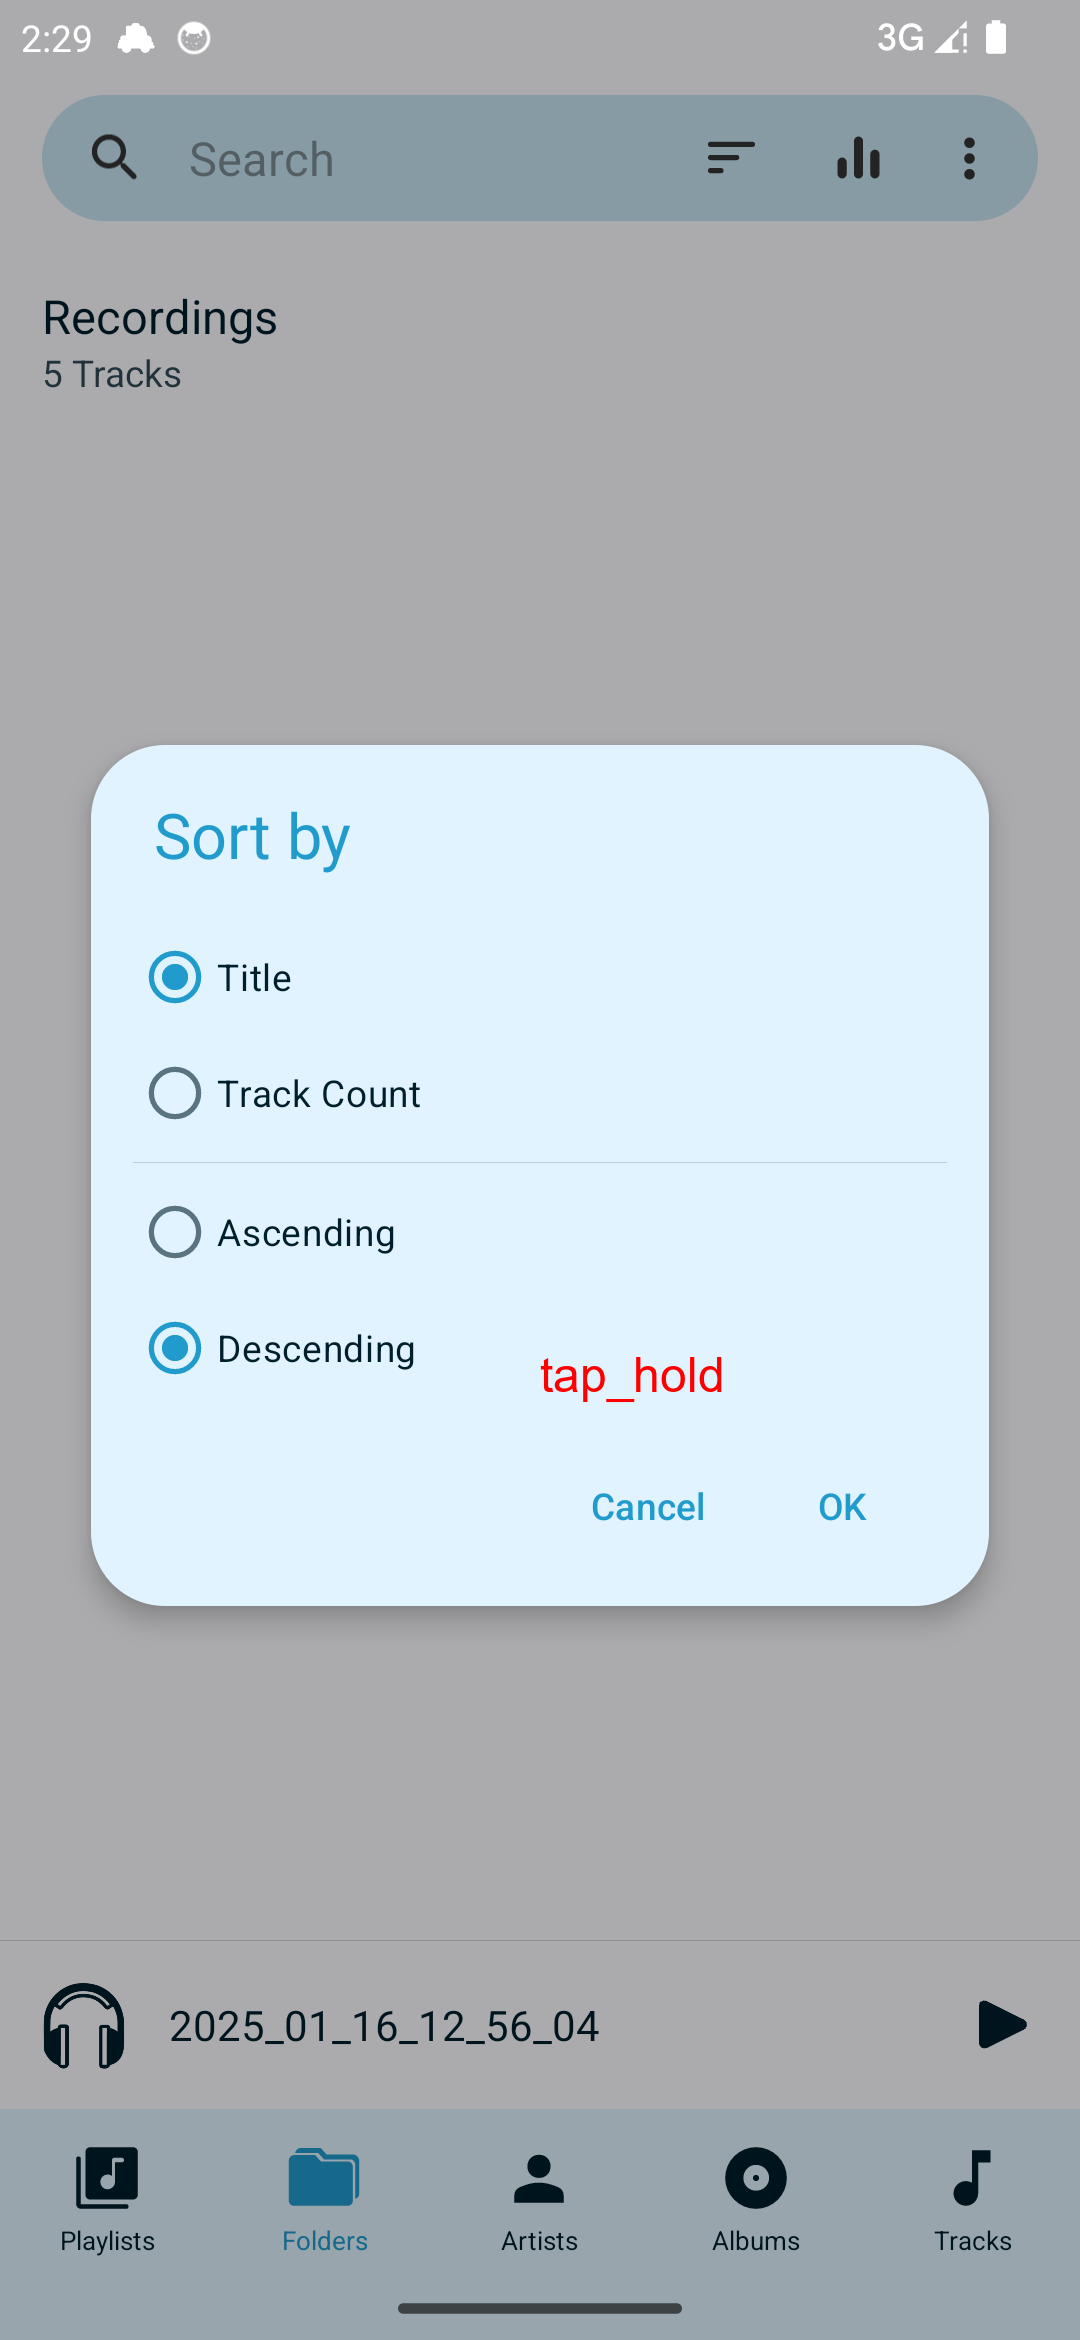 2:29
3G
Search
Recordings
5 Tracks
Sort by
Title
Track Count
Ascending
Descending
tap_hold
Cancel
OK
2025_01_16_12_56_04
Playlists
Folders
Artists
Albums
Tracks